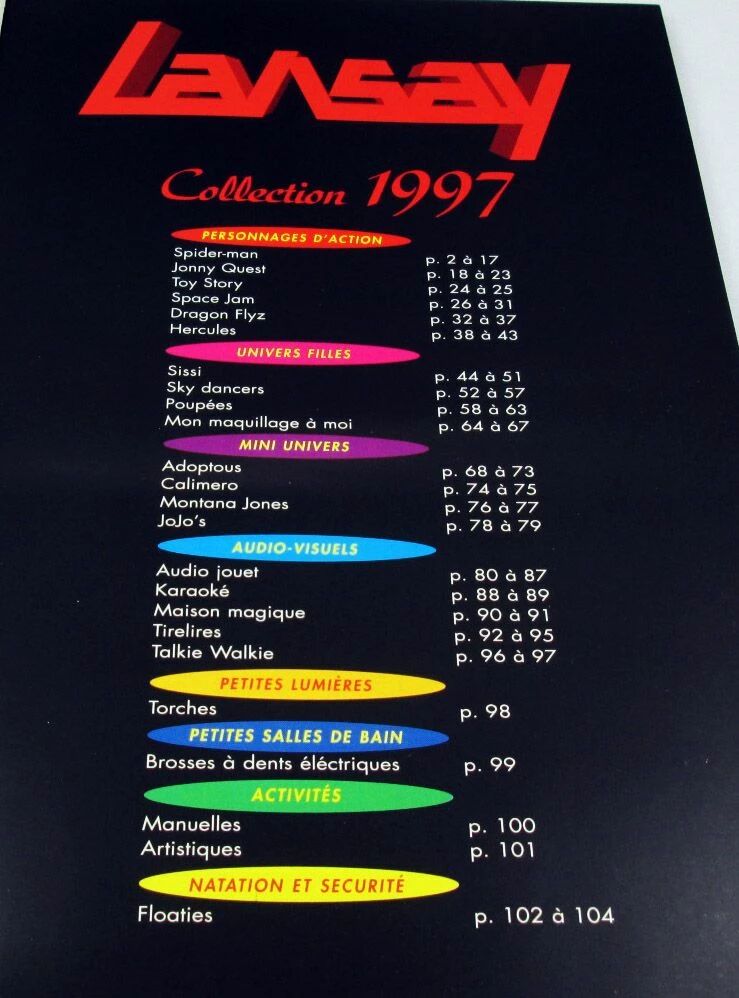 Lansay
Collection 1997
PERSONNAGES D'ACTION
Spider-man p. 2 à 17
Jonny Quest p. 18 à 23
Toy Story p. 24 à 25
Space Jam p. 26 à 31
Dragon Flyz p. 32 à 37
Hercules p. 38 à 43
UNIVERS FILLES
Sissi p. 44 à 51
Sky dancers p. 52 à 57
Poupées p. 58 à 63
Mon maquillage à moi p. 64 à 67
MINI UNIVERS
Adoptous p. 68 à 73
Calimero p. 74 à 75
Montana Jones p. 76 à 77
JoJo's p. 78 à 79
AUDIO-VISUELS
Audio jouet p. 80 à 87
Karaoké p. 88 à 89
Maison magique p. 90 à 91
Tirelires p. 92 à 95
Talkie Walkie p. 96 à 97
PETITES LUMIÈRES
Torches p. 98
PETITES SALLES DE BAIN
Brosses à dents éléctriques p. 99
ACTIVITÉS
Manuelles p. 100
Artistiques p. 101
NATATION ET SECURITÉ
Floaties p. 102 à 104